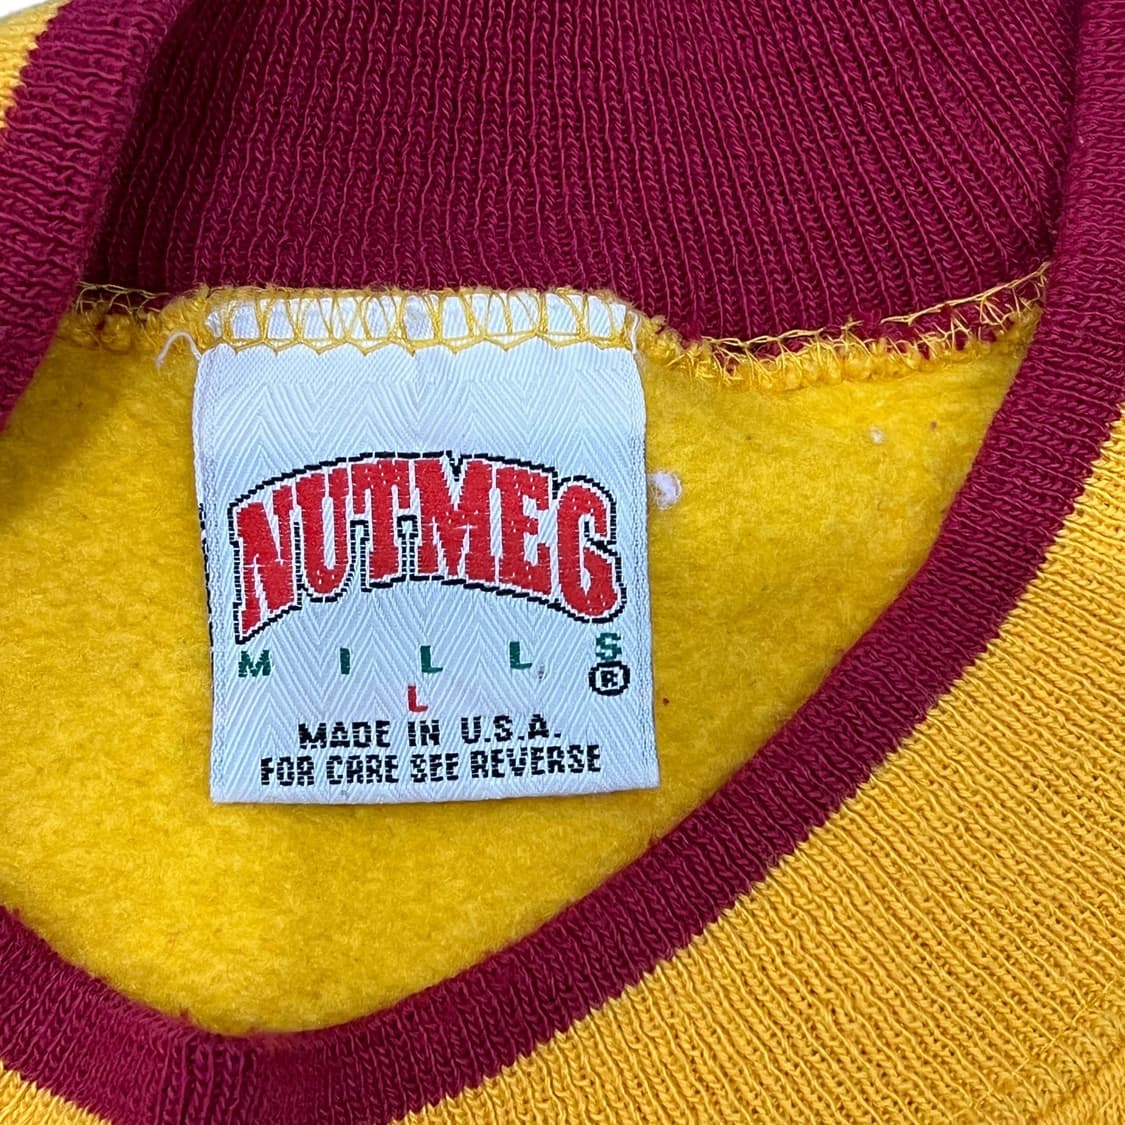 NUTMEG
MILLS®
L
MADE IN U.S.A.
FOR CARE SEE REVERSE